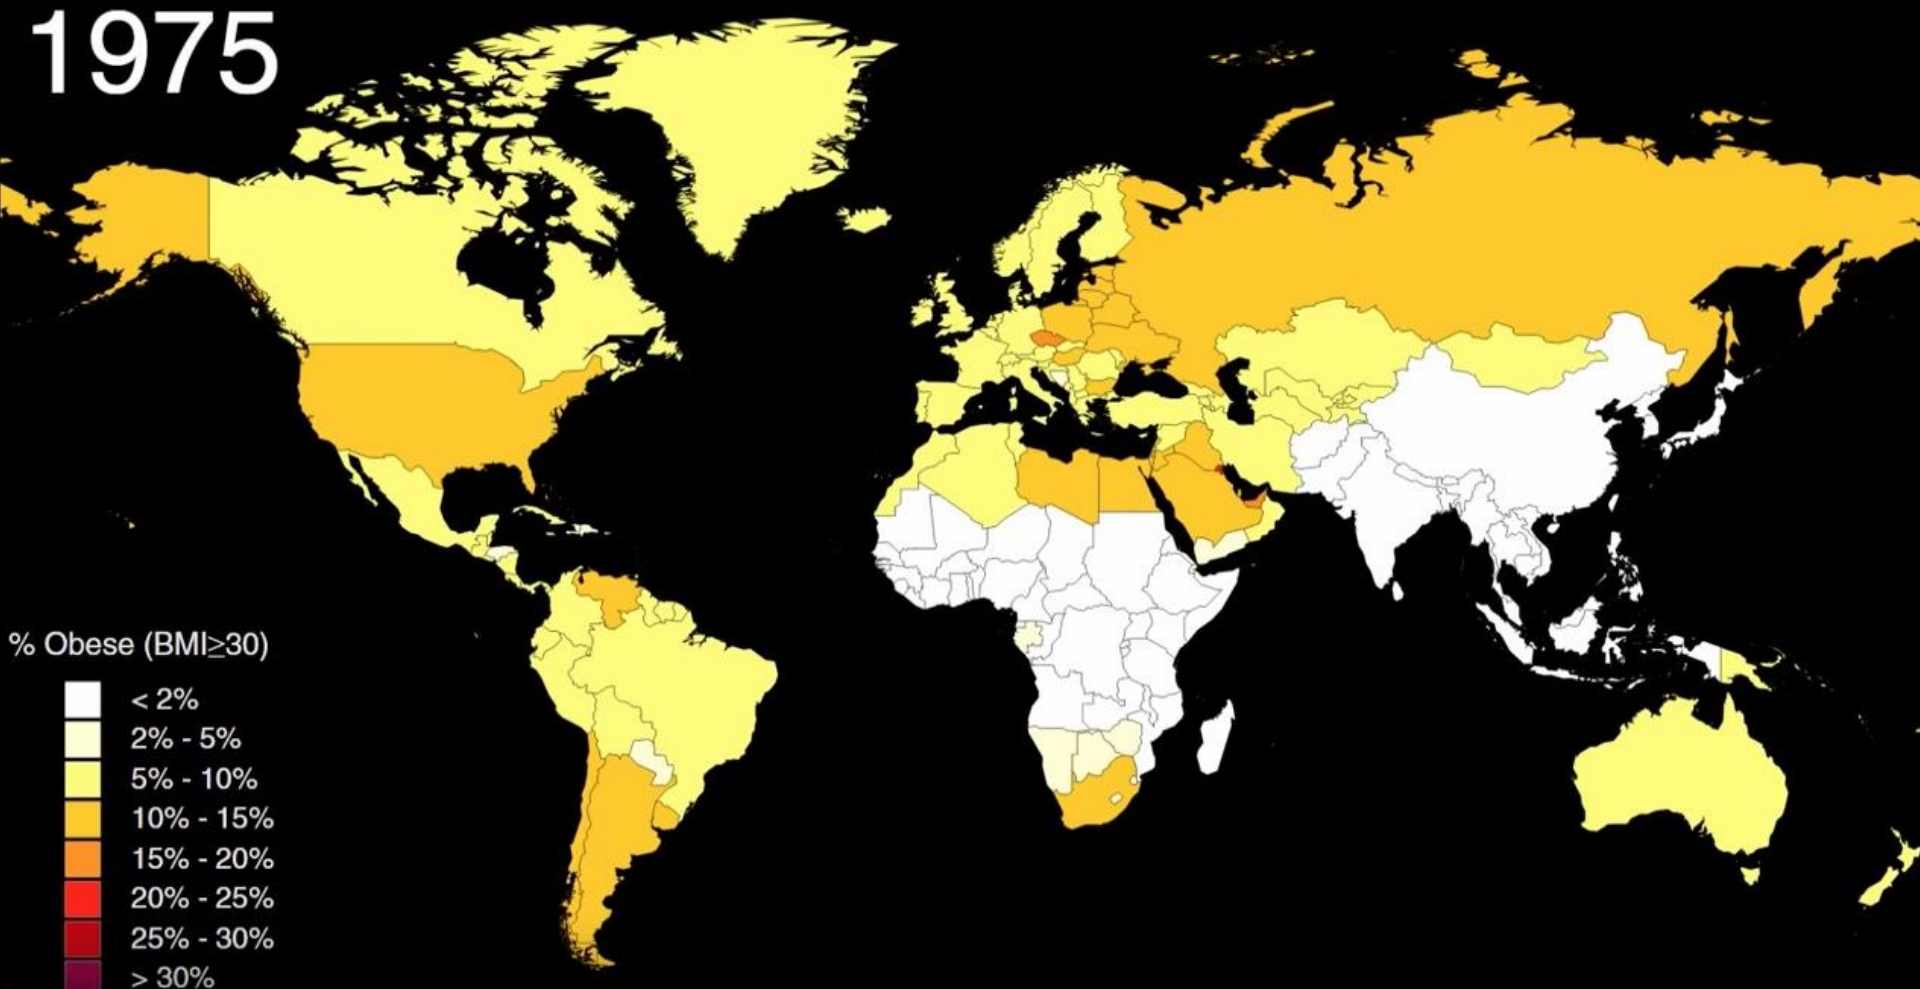 1975
% Obese (BMI≥30)
< 2%
2% - 5%
5% - 10%
10% - 15%
15% - 20%
20% - 25%
25% - 30%
> 30%